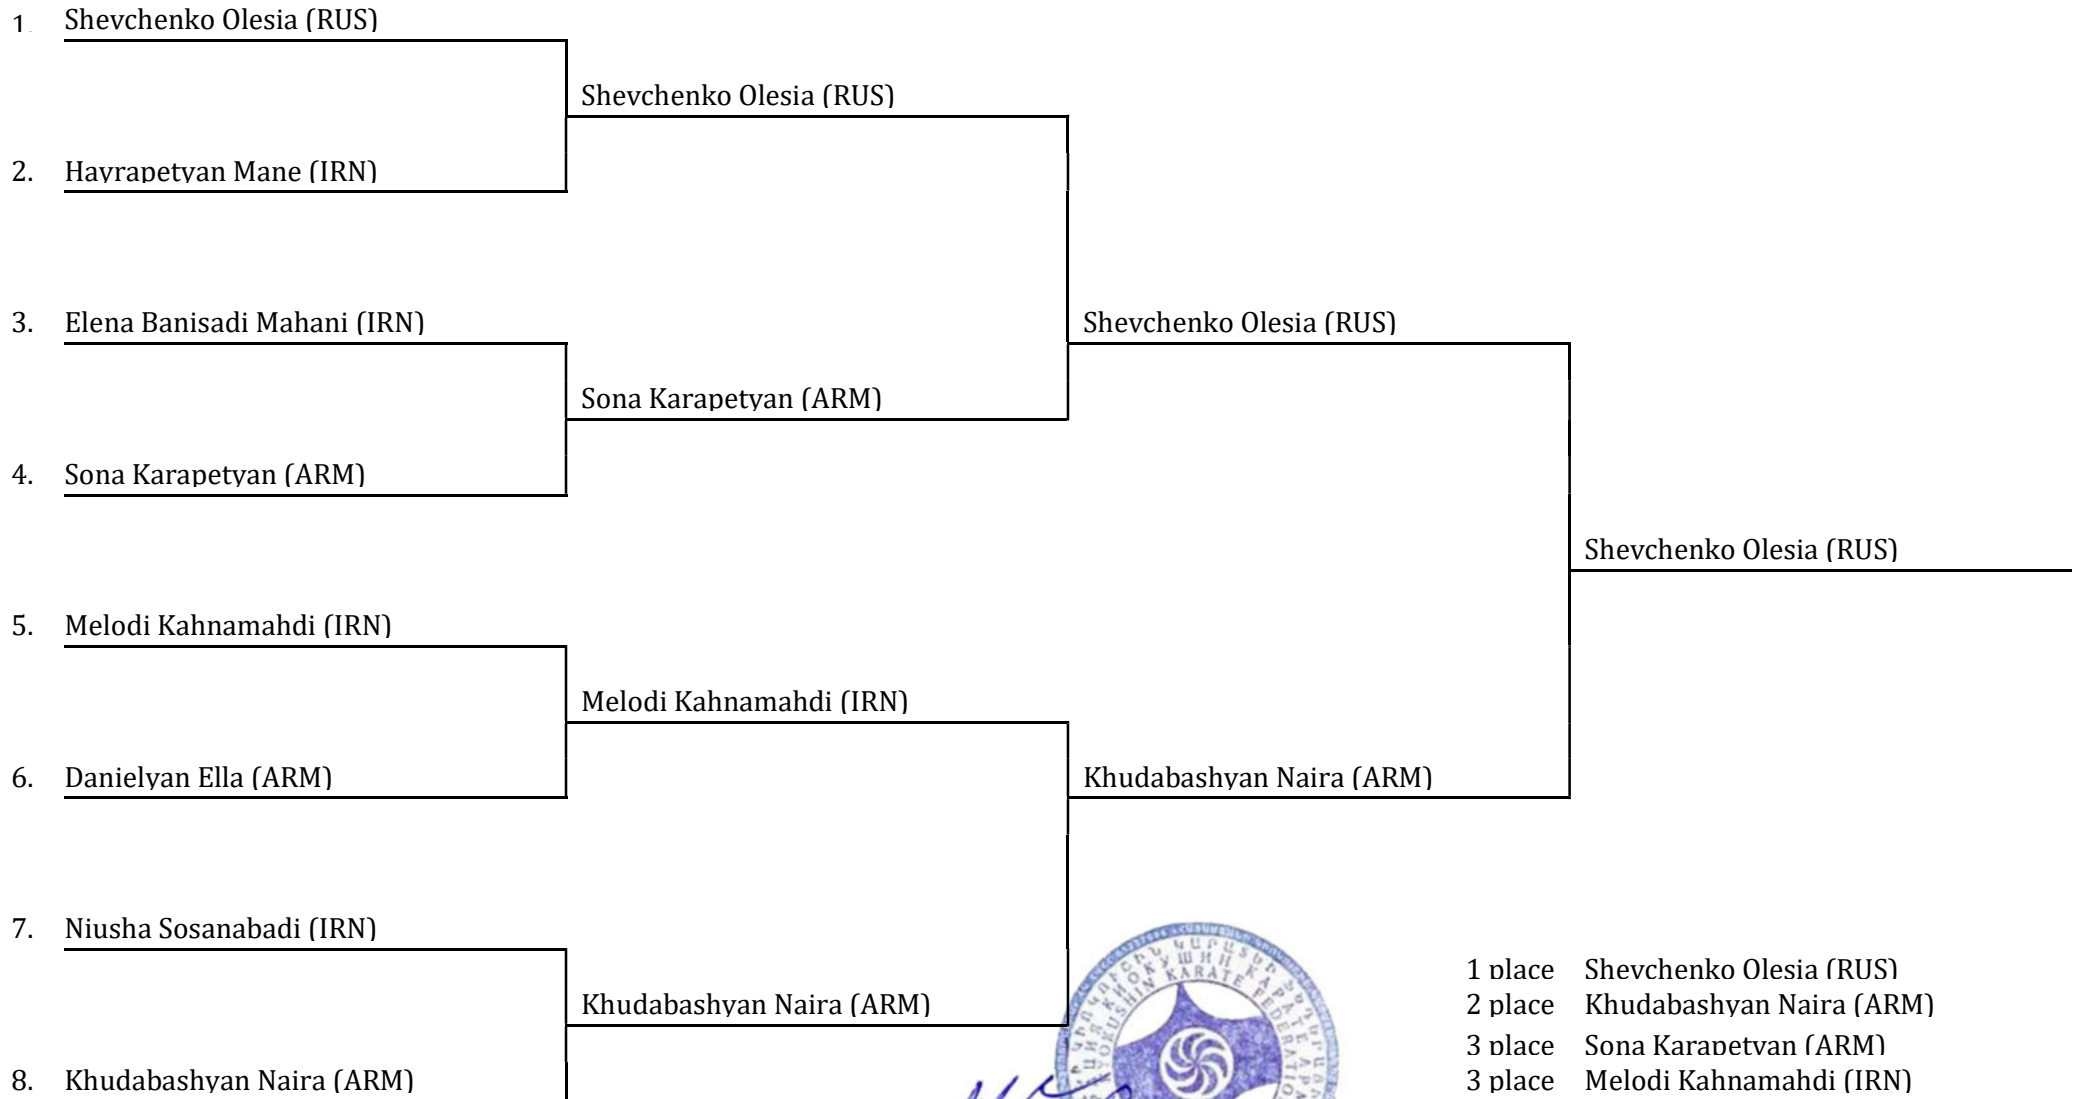 1. Shevchenko Olesia (RUS)
Shevchenko Olesia (RUS)
2. Hayrapetyan Mane (IRN)
3. Elena Banisadi Mahani (IRN)
Shevchenko Olesia (RUS)
Sona Karapetyan (ARM)
4. Sona Karapetyan (ARM)
Shevchenko Olesia (RUS)
5. Melodi Kahnamahdi (IRN)
Melodi Kahnamahdi (IRN)
6. Danielyan Ella (ARM)
Khudabashyan Naira (ARM)
7. Niusha Sosanabadi (IRN)
Khudabashyan Naira (ARM)
8. Khudabashyan Naira (ARM)
KARATE FEDERATIO
1 place Shevchenko Olesia (RUS)
2 place Khudabashyan Naira (ARM)
3 place Sona Karapetyan (ARM)
3 place Melodi Kahnamahdi (IRN)